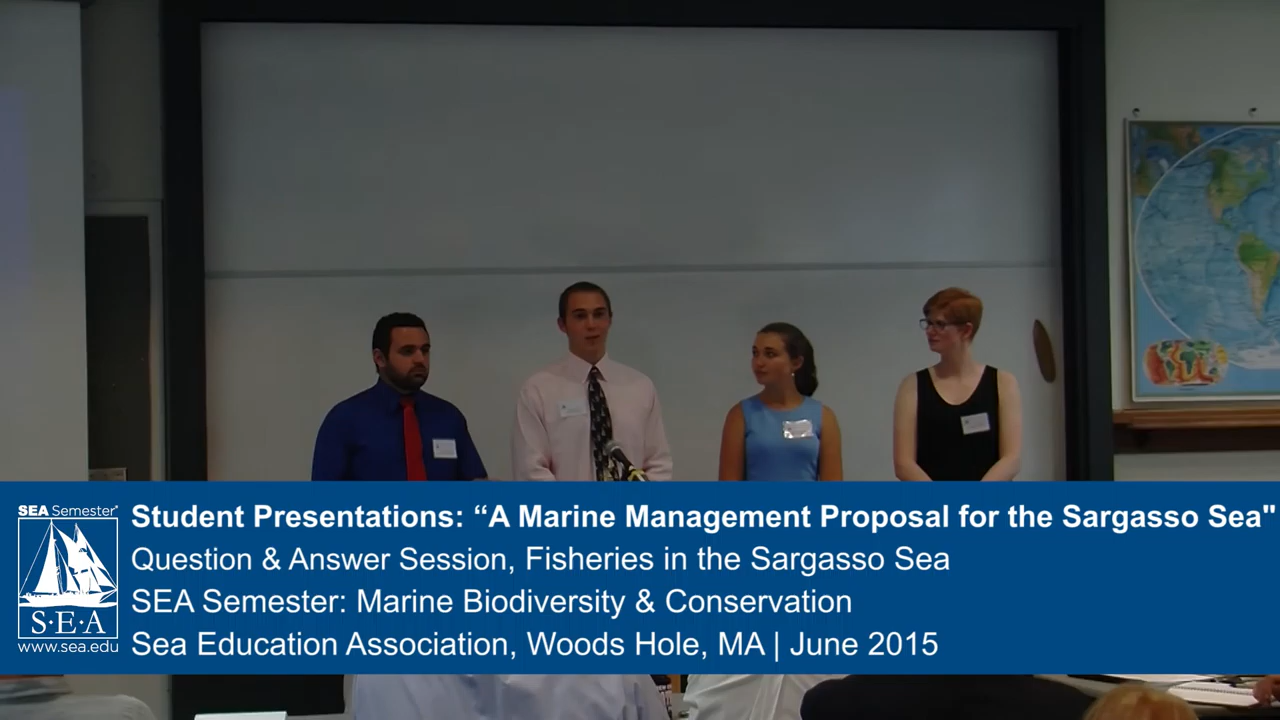 SEA Semester®
S·E·A
www.sea.edu
Student Presentations: “A Marine Management Proposal for the Sargasso Sea"
Question & Answer Session, Fisheries in the Sargasso Sea
SEA Semester: Marine Biodiversity & Conservation
Sea Education Association, Woods Hole, MA | June 2015